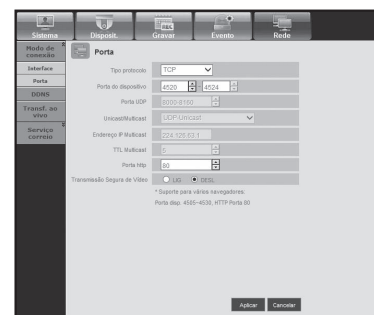 Sistema
Disposit.
Gravar
Evento
Rede
Modo de
conexão
Interface
Porta
DDNS
Transf. ao
vivo
Serviço
correio
Porta
Tipo protocolo TCP
Porta do dispositivo 4520 ~ 4524
Porta UDP 8000-8160
Unicast/Multicast UDP-Unicast
Endereço IP Multicast 224.126.63.1
TTL Multicast 5
Porta http 80
Transmissão Segura de Vídeo LIG DESL
* Suporte para vários navegadores:
Porta disp. 4505~4530, HTTP Porta 80
Aplicar Cancelar